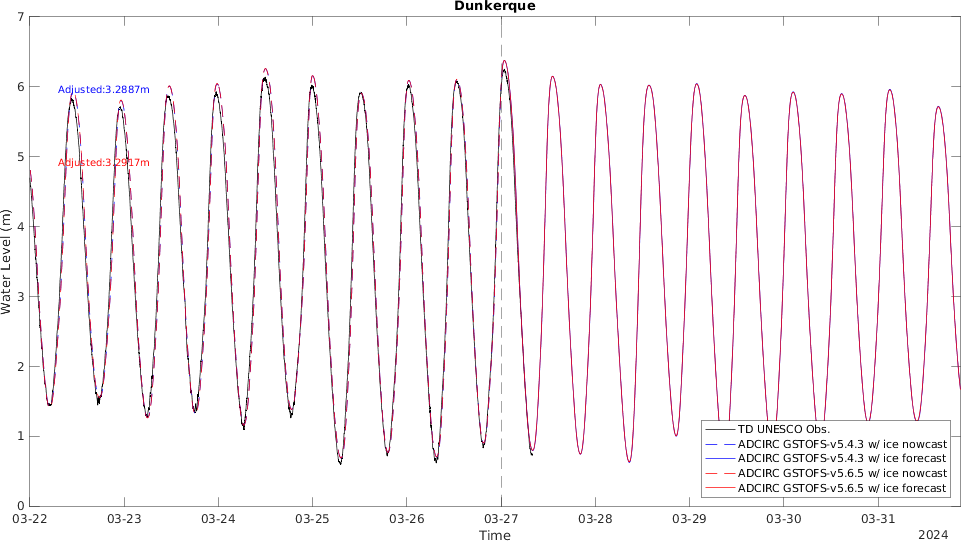 Dunkerque
7
6
5
4
3
2
1
0
Water Level (m)
Adjusted:3.2887m
Adjusted:3.2917m
TD UNESCO Obs.
ADCIRC GSTOFS-v5.4.3 w/ ice nowcast
ADCIRC GSTOFS-v5.4.3 w/ ice forecast
ADCIRC GSTOFS-v5.6.5 w/ ice nowcast
ADCIRC GSTOFS-v5.6.5 w/ ice forecast
03-22 03-23 03-24 03-25 03-26 03-27 03-28 03-29 03-30 03-31
Time
2024